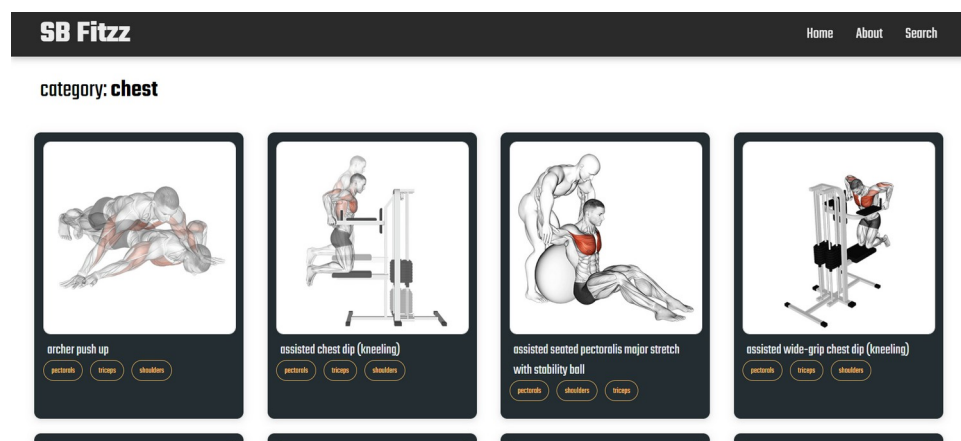 SB Fitzz
Home About Search
category: chest
archer push up
pectorals triceps shoulders
assisted chest dip (kneeling)
pectorals triceps shoulders
assisted seated pectoralis major stretch
with stability ball
pectorals shoulders triceps
assisted wide-grip chest dip (kneeling)
pectorals triceps shoulders